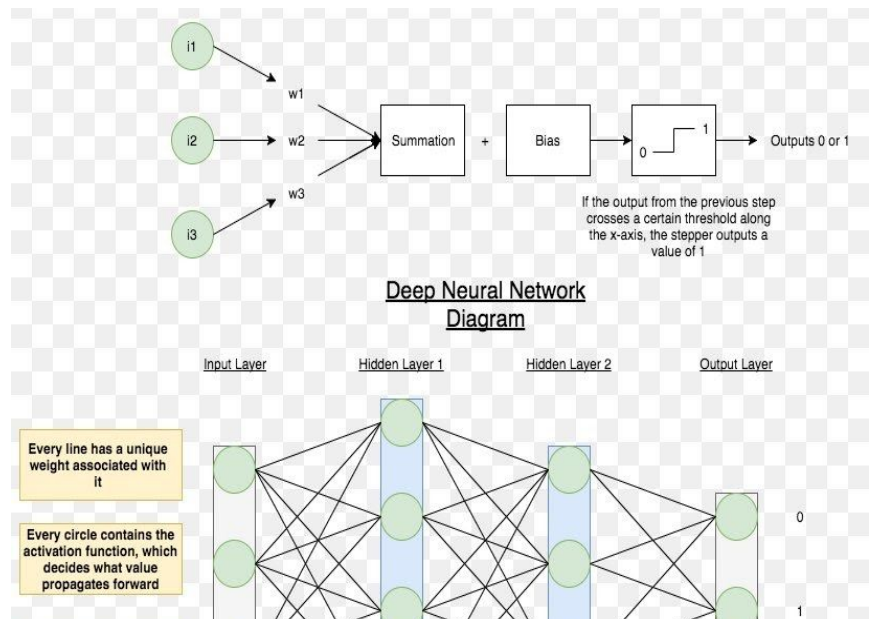 i1
w1
i2
w2
Summation
+
Bias
0
1
Outputs 0 or 1
w3
i3
If the output from the previous step
crosses a certain threshold along
the x-axis, the stepper outputs a
value of 1
Deep Neural Network
Diagram
Input Layer
Hidden Layer 1
Hidden Layer 2
Output Layer
Every line has a unique
weight associated with
it
Every circle contains the
activation function, which
decides what value
propagates forward
0
1